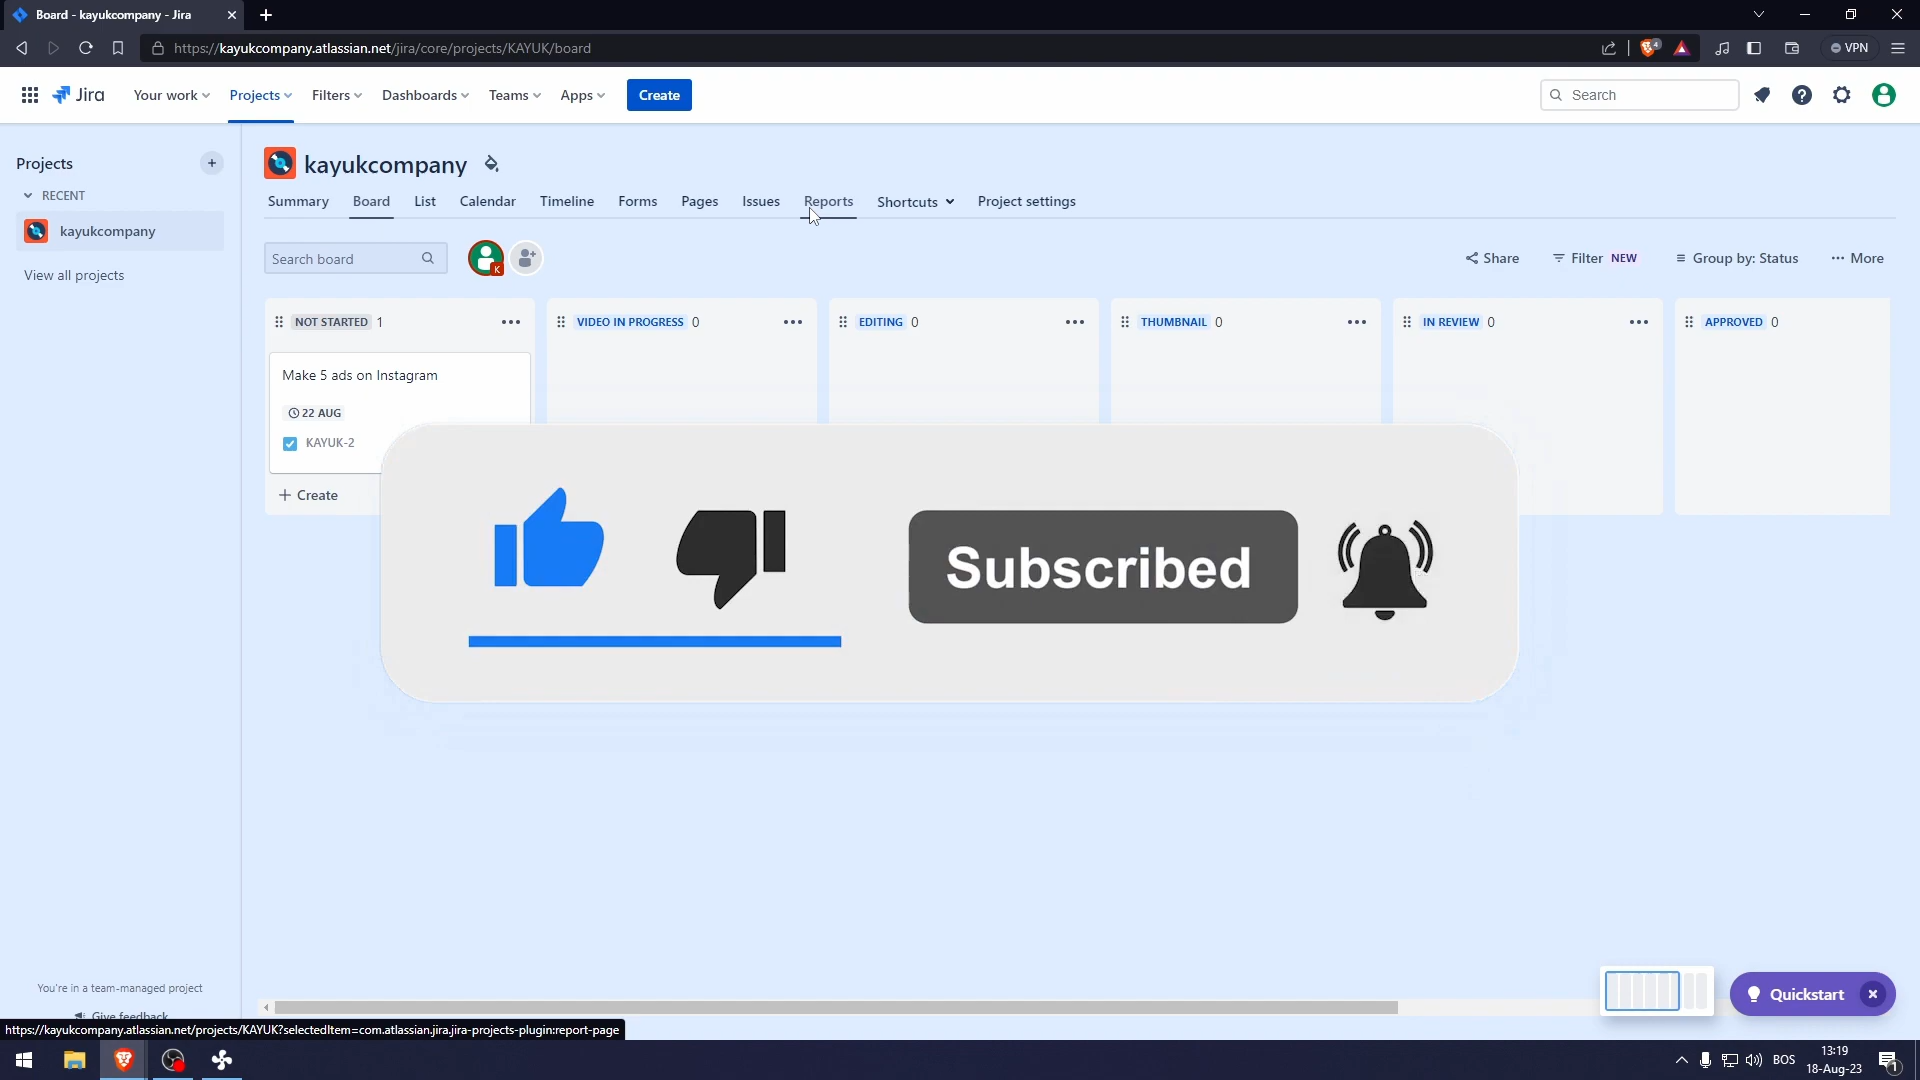 Board - kayukcompany - Jira
https://kayukcompany.atlassian.net/jira/core/projects/KAYUK/board
4
VPN
Jira
Your work
Projects
Filters
Dashboards
Teams
Apps
Create
Search
Projects
RECENT
kayukcompany
View all projects
kayukcompany
Summary
Board
List
Calendar
Timeline
Forms
Pages
Issues
Reports
Shortcuts
Project settings
Search board
K
Share
Filter NEW
Group by: Status
More
NOT STARTED 1
VIDEO IN PROGRESS 0
EDITING 0
THUMBNAIL 0
IN REVIEW 0
APPROVED 0
Make 5 ads on Instagram
22 AUG
KAYUK-2
Create
Subscribed
You're in a team-managed project
Give feedback
Quickstart
https://kayukcompany.atlassian.net/projects/KAYUK?selectedItem=com.atlassian.jira.jira-projects-plugin:report-page
BOS
13:19
18-Aug-23
1